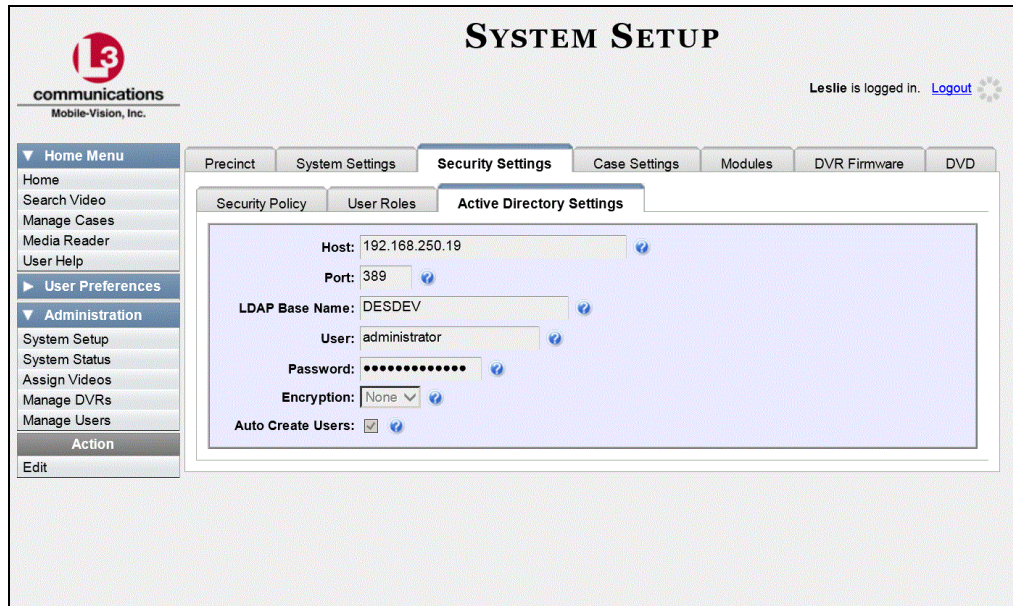 SYSTEM SETUP
L3
communications
Mobile-Vision, Inc.
Leslie is logged in. Logout
▼ Home Menu
Home
Search Video
Manage Cases
Media Reader
User Help
▶ User Preferences
▼ Administration
System Setup
System Status
Assign Videos
Manage DVRs
Manage Users
Action
Edit
Precinct System Settings Security Settings Case Settings Modules DVR Firmware DVD
Security Policy User Roles Active Directory Settings
Host: 192.168.250.19 ?
Port: 389 ?
LDAP Base Name: DESDEV ?
User: administrator ?
Password: ●●●●●●●●●●●●● ?
Encryption: None ?
Auto Create Users: ?